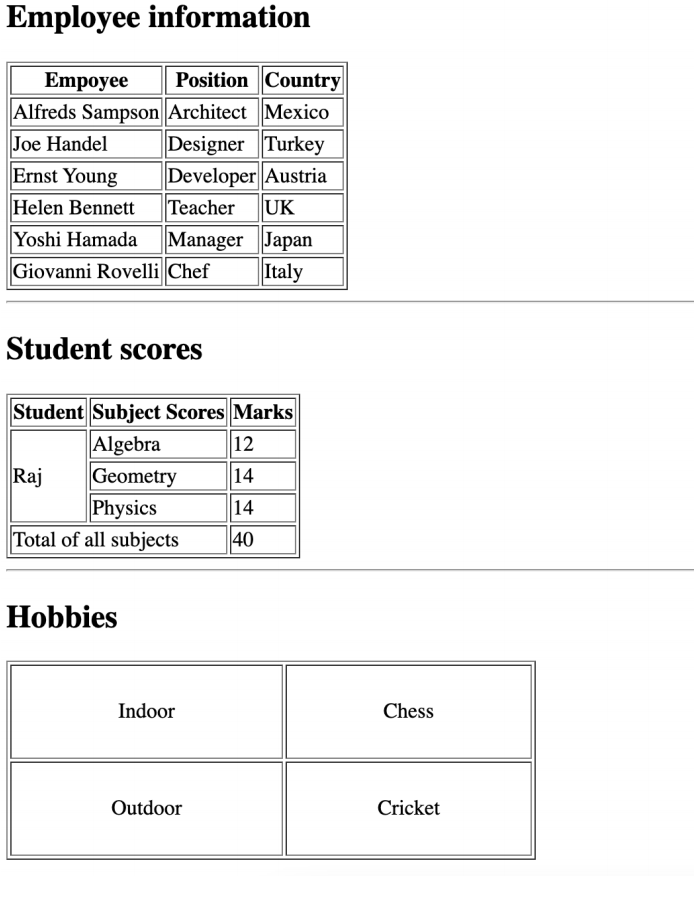 Employee information
Empoyee Position Country
Alfreds Sampson Architect Mexico
Joe Handel Designer Turkey
Ernst Young Developer Austria
Helen Bennett Teacher UK
Yoshi Hamada Manager Japan
Giovanni Rovelli Chef Italy
Student scores
Student Subject Scores Marks
Algebra 12
Raj Geometry 14
Physics 14
Total of all subjects 40
Hobbies
Indoor Chess
Outdoor Cricket